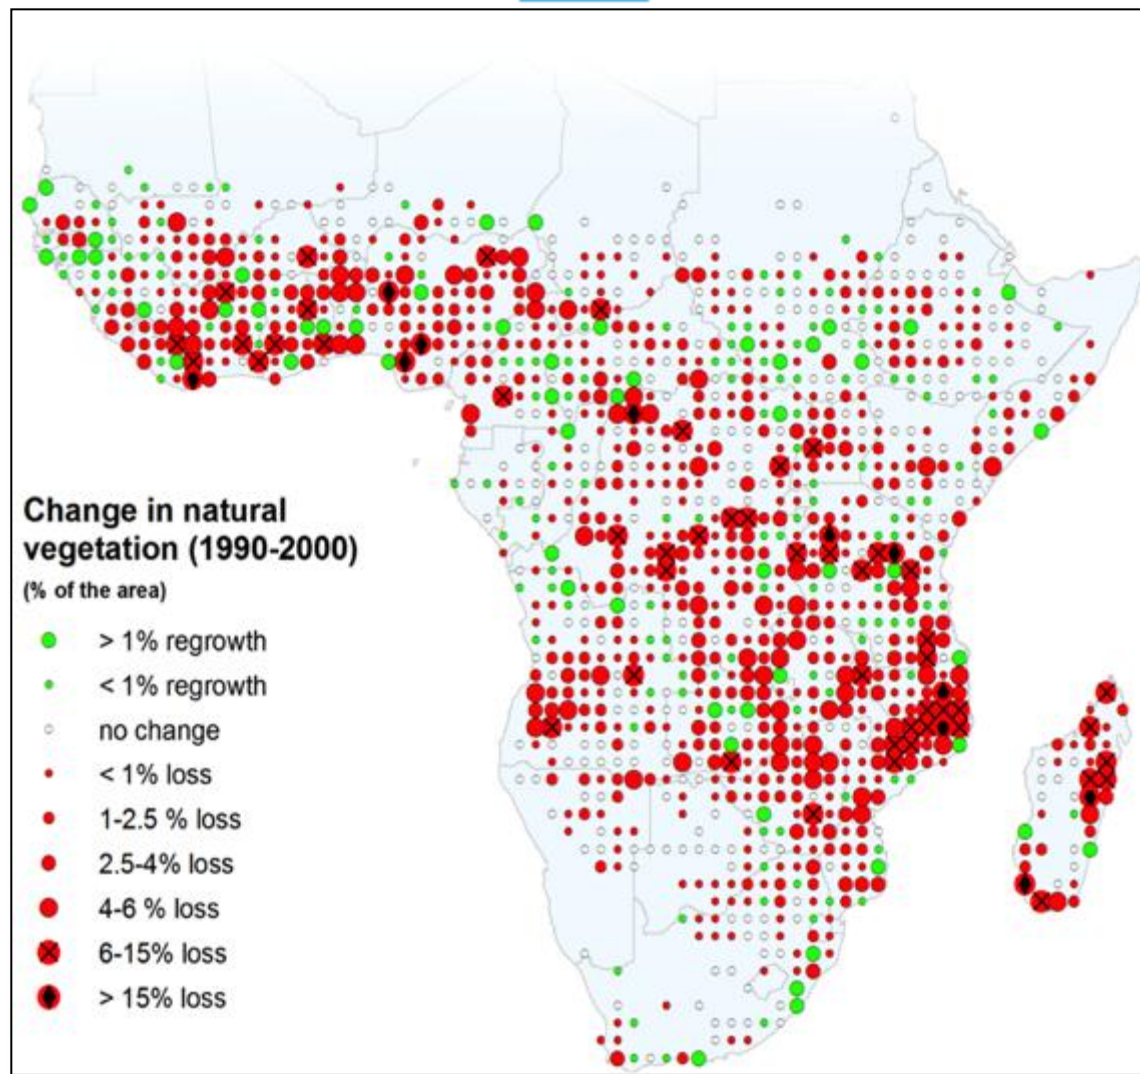 Change in natural
vegetation (1990-2000)
(% of the area)
> 1% regrowth
< 1% regrowth
no change
< 1% loss
1-2.5 % loss
2.5-4% loss
4-6 % loss
6-15% loss
> 15% loss